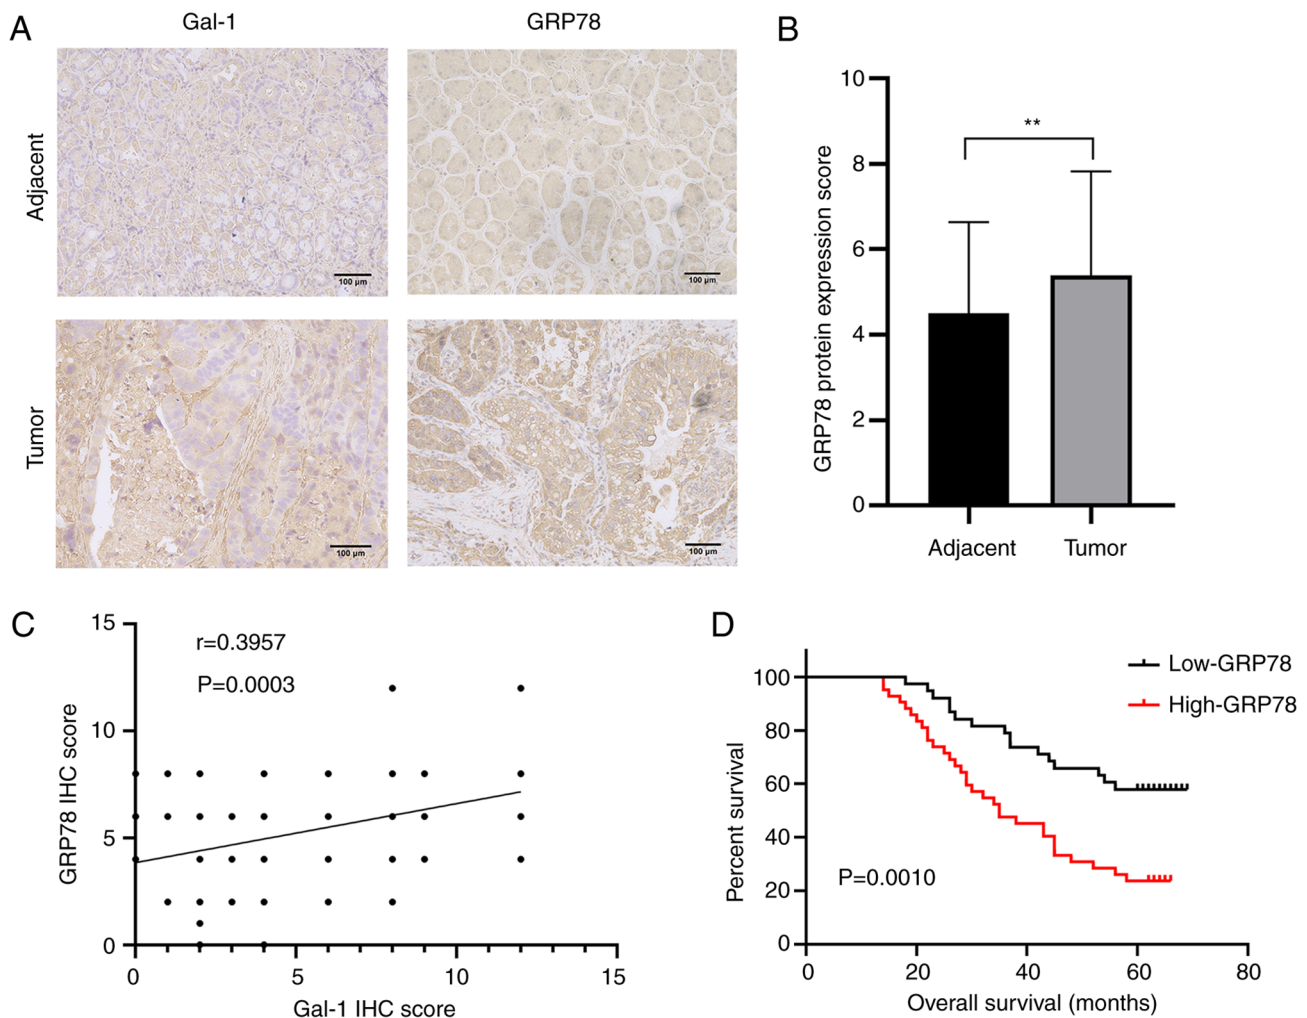 A
Gal-1
GRP78
Adjacent
100 µm
100 µm
Tumor
100 µm
100 µm
B
GRP78 protein expression score
10
8
6
4
2
0
**
Adjacent
Tumor
C
r=0.3957
P=0.0003
GRP78 IHC score
15
10
5
0
0
5
10
15
Gal-1 IHC score
D
Low-GRP78
High-GRP78
Percent survival
100
80
60
40
20
0
P=0.0010
0
20
40
60
80
Overall survival (months)